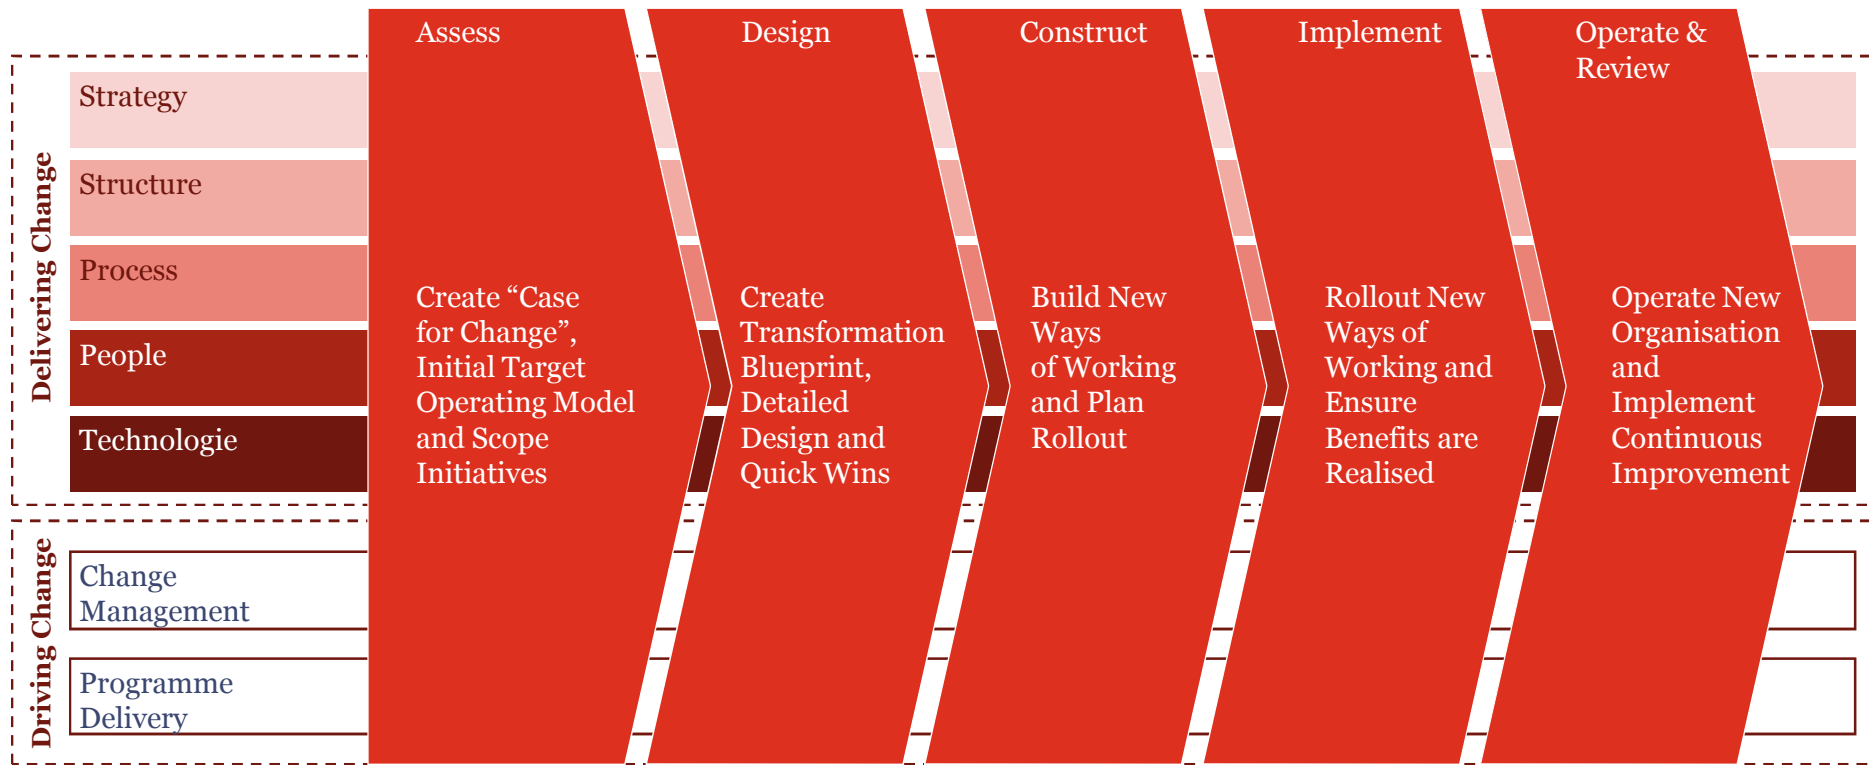 Assess
Design
Construct
Implement
Operate &
Review
Delivering Change
Strategy
Structure
Process
People
Technologie
Create “Case
for Change”,
Initial Target
Operating Model
and Scope
Initiatives
Create
Transformation
Blueprint,
Detailed
Design and
Quick Wins
Build New
Ways
of Working
and Plan
Rollout
Rollout New
Ways of
Working and
Ensure
Benefits are
Realised
Operate New
Organisation
and
Implement
Continuous
Improvement
Driving Change
Change
Management
Programme
Delivery